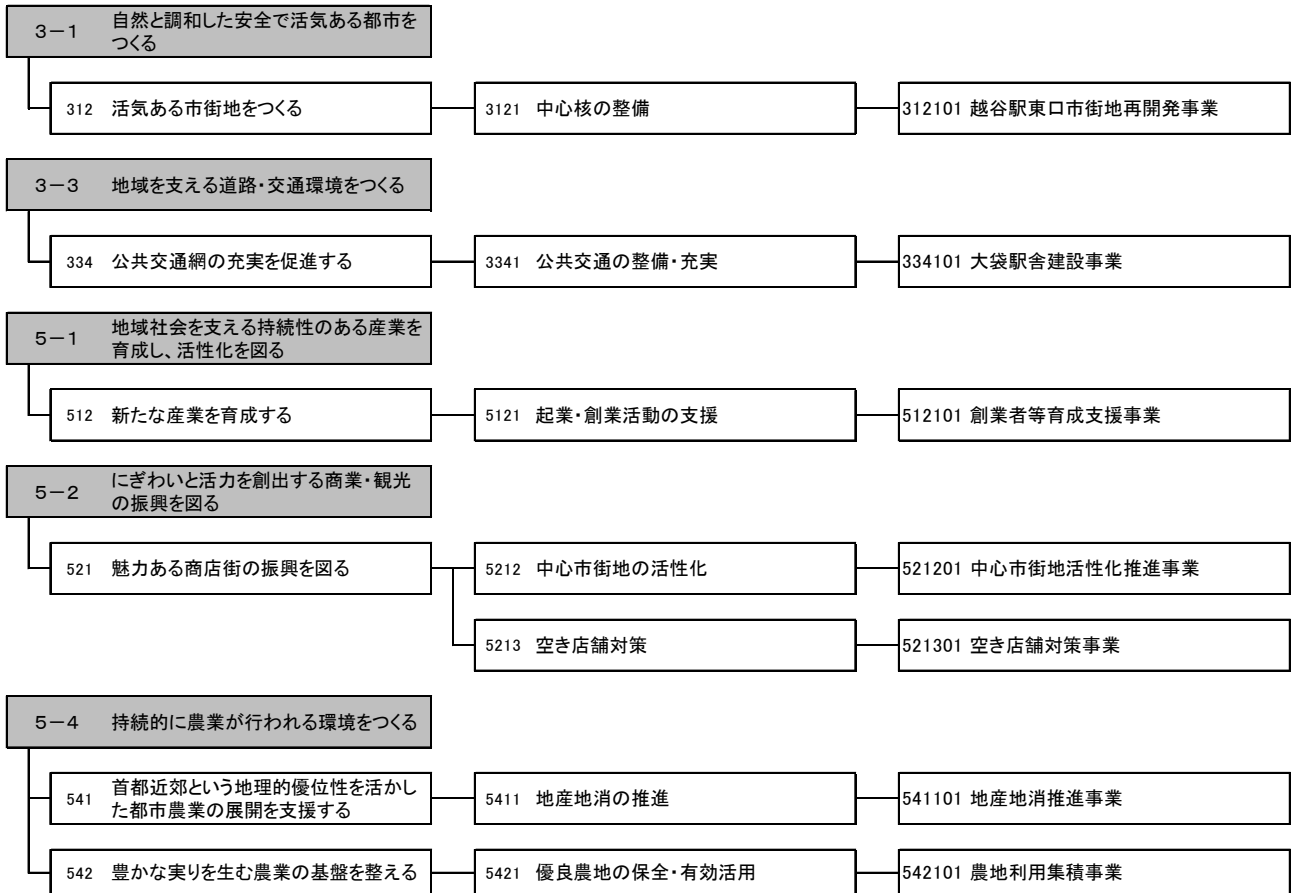 3－1 自然と調和した安全で活気ある都市を
つくる
312 活気ある市街地をつくる 3121 中心核の整備 312101 越谷駅東口市街地再開発事業
3－3 地域を支える道路・交通環境をつくる
334 公共交通網の充実を促進する 3341 公共交通の整備・充実 334101 大袋駅舎建設事業
5－1 地域社会を支える持続性のある産業を
育成し、活性化を図る
512 新たな産業を育成する 5121 起業・創業活動の支援 512101 創業者等育成支援事業
5－2 にぎわいと活力を創出する商業・観光
の振興を図る
521 魅力ある商店街の振興を図る 5212 中心市街地の活性化 521201 中心市街地活性化推進事業
5213 空き店舗対策 521301 空き店舗対策事業
5－4 持続的に農業が行われる環境をつくる
541 首都近郊という地理的優位性を活かし
た都市農業の展開を支援する 5411 地産地消の推進 541101 地産地消推進事業
542 豊かな実りを生む農業の基盤を整える 5421 優良農地の保全・有効活用 542101 農地利用集積事業